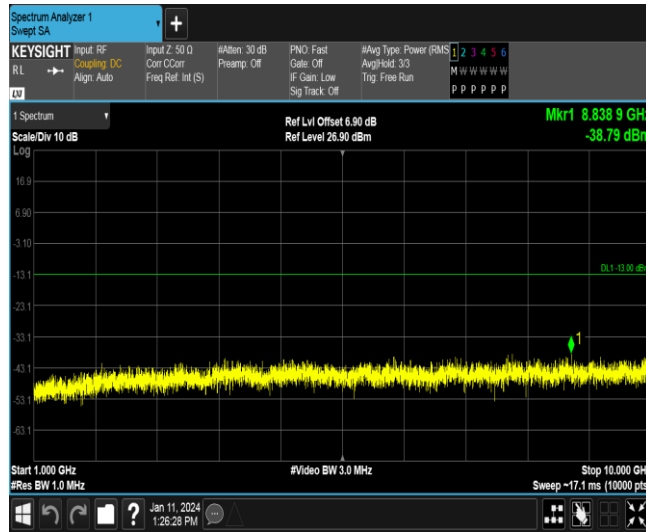 Spectrum Analyzer 1
Swept SA
+
KEYSIGHT
RL
LXI
Input: RF
Coupling: DC
Align: Auto
Input Z: 50 Ω
Corr CCorr
Freq Ref: Int (S)
#Atten: 30 dB
Preamp: Off
PNO: Fast
Gate: Off
IF Gain: Low
Sig Track: Off
#Avg Type: Power (RMS
Avg|Hold: 3/3
Trig: Free Run
1 2 3 4 5 6
M W W W W W
P P P P P P
1 Spectrum
Scale/Div 10 dB
Log
Ref Lvl Offset 6.90 dB
Ref Level 26.90 dBm
Mkr1 8.838 9 GHz
-38.79 dBm
16.9
6.90
-3.10
-13.1
DL1 -13.00 dBm
-23.1
-33.1
1
-43.1
-53.1
-63.1
Start 1.000 GHz
#Res BW 1.0 MHz
#Video BW 3.0 MHz
Stop 10.000 GHz
Sweep ~17.1 ms (10000 pts
?
Jan 11, 2024
1:26:28 PM